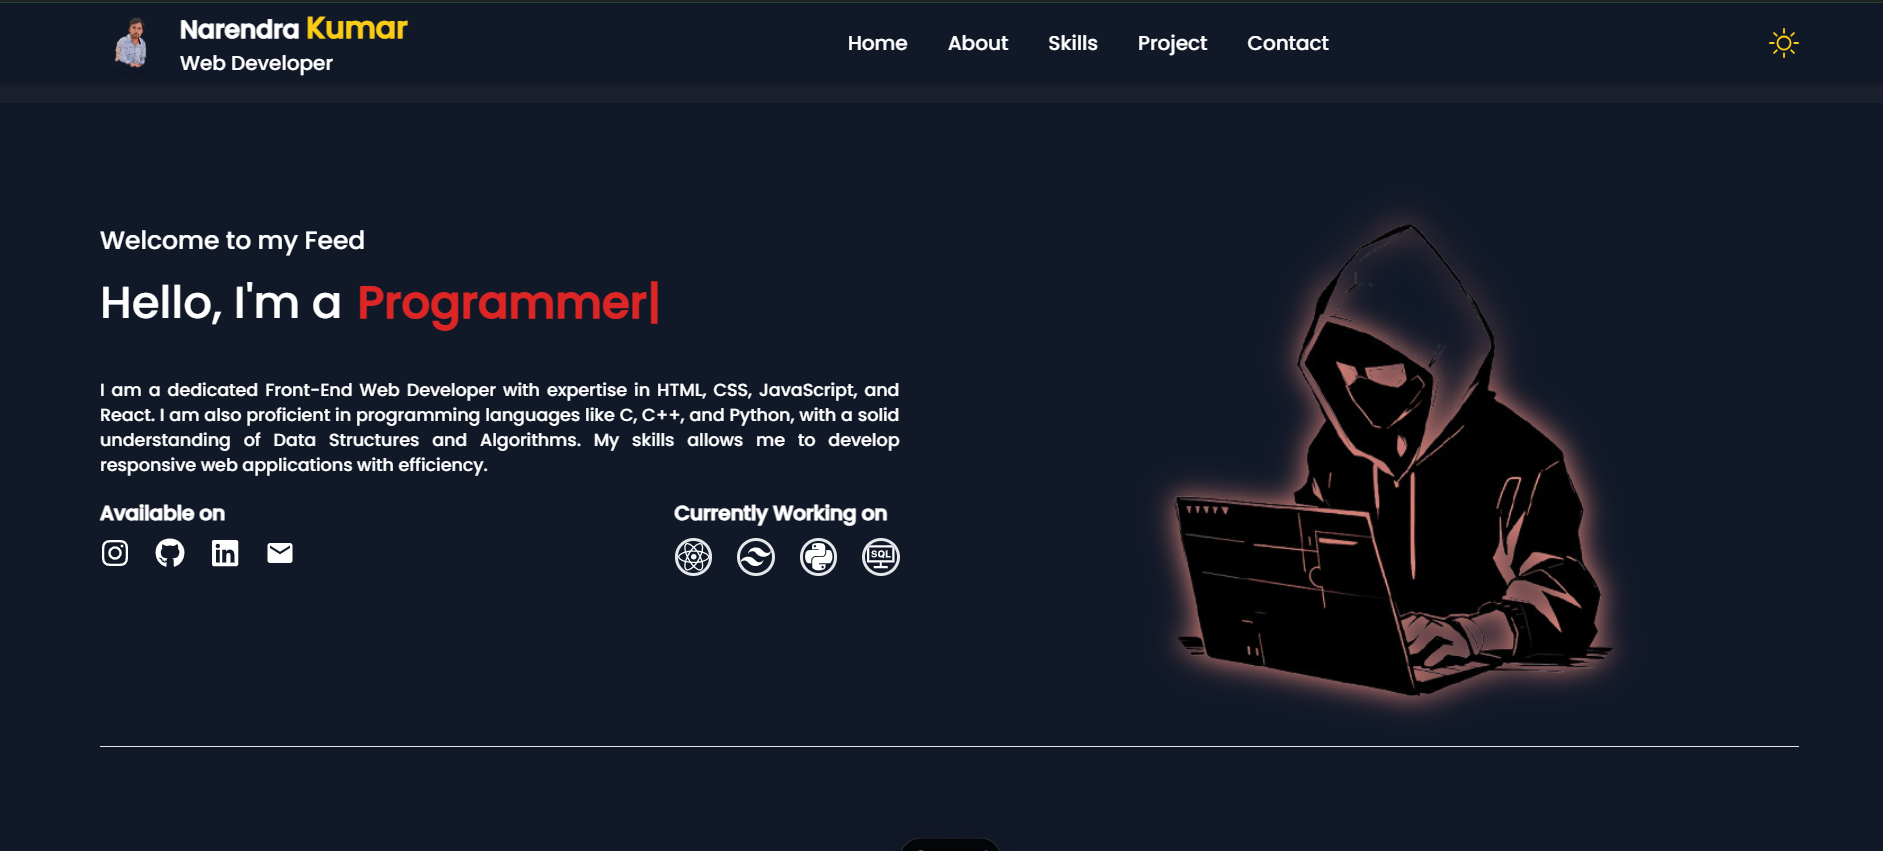 Narendra Kumar
Web Developer
Home About Skills Project Contact
Welcome to my Feed
Hello, I'm a Programmer|
I am a dedicated Front-End Web Developer with expertise in HTML, CSS, JavaScript, and
React. I am also proficient in programming languages like C, C++, and Python, with a solid
understanding of Data Structures and Algorithms. My skills allows me to develop
responsive web applications with efficiency.
Available on
Currently Working on
in
SQL